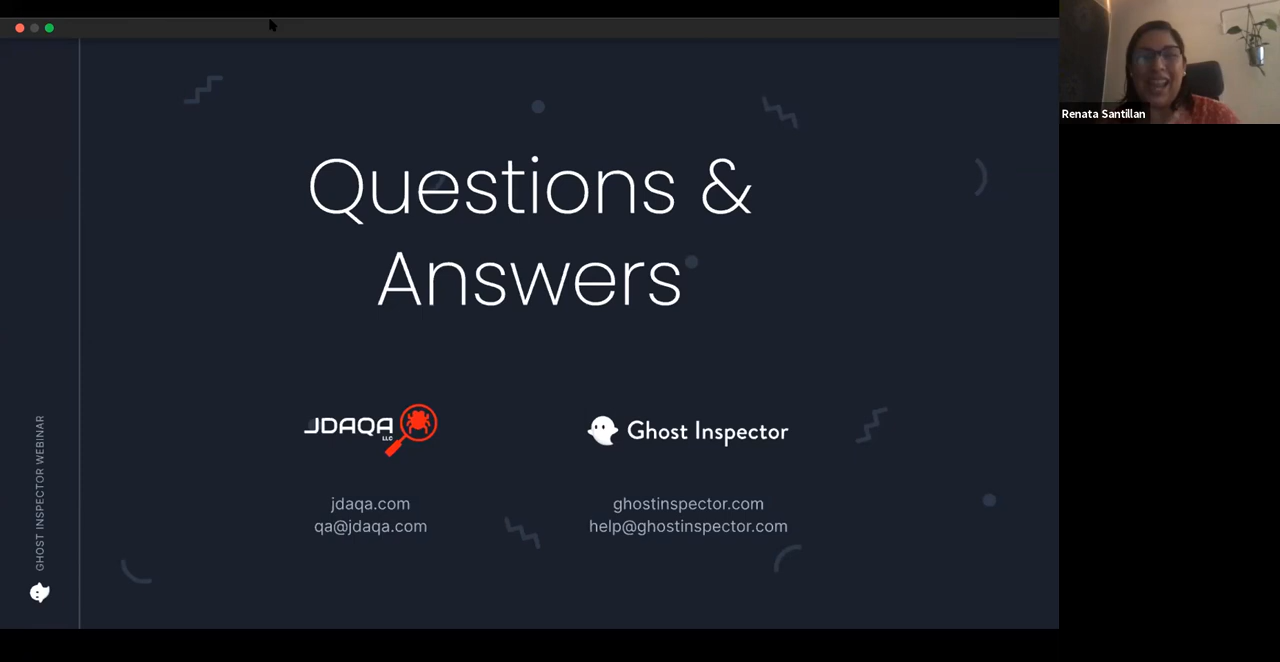 Questions &
Answers
JDAQA
LLC
Ghost Inspector
jdaqa.com
qa@jdaqa.com
ghostinspector.com
help@ghostinspector.com
GHOST INSPECTOR WEBINAR
Renata Santillan